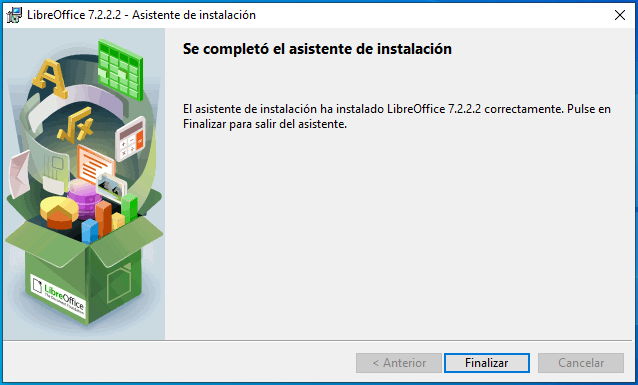 LibreOffice 7.2.2.2 - Asistente de instalación
Se completó el asistente de instalación
El asistente de instalación ha instalado LibreOffice 7.2.2.2 correctamente. Pulse en
Finalizar para salir del asistente.
A
√x
LibreOffice
The Document Foundation
< Anterior
Finalizar
Cancelar